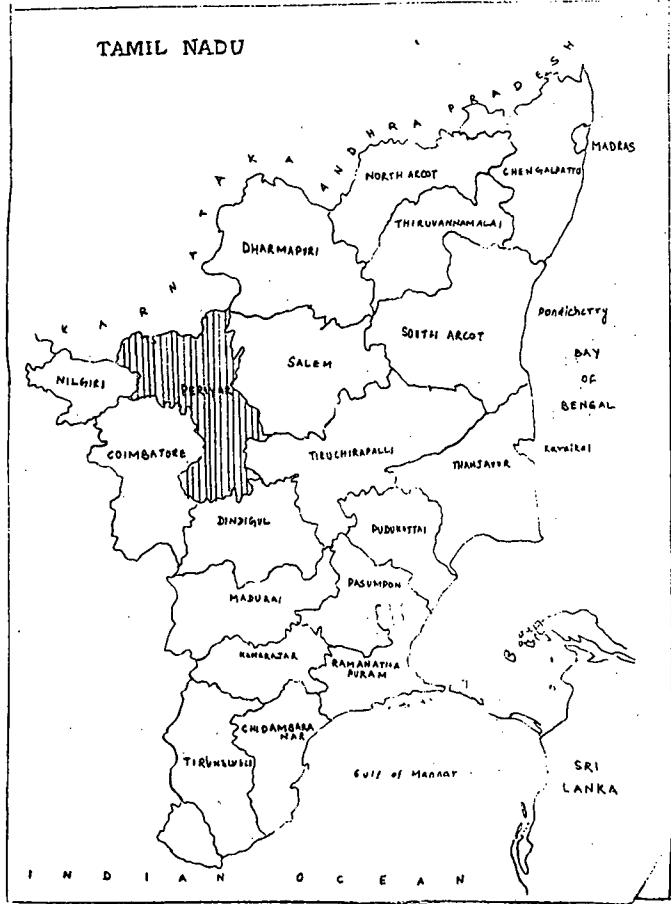 TAMIL NADU
ANDHRA PRADESH
KARNATAKA
MADRAS
NORTH ARCOT
CHENGALPATTU
THIRUVANNAMALAI
DHARMAPURI
Pondicherry
SOUTH ARCOT
BAY
OF
BENGAL
SALEM
NILGIRI
PERIYAR
COIMBATORE
TIRUCHIRAPALLI
THANJAVUR
Karaikal
DINDIGUL
PUDUKOTTAI
PASUMPON
MADURAI
KAMARAJAR
RAMANATHA
PURAM
CHIDAMBARA
NAR
TIRUNELVELI
Gulf of Mannar
SRI
LANKA
INDIAN OCEAN